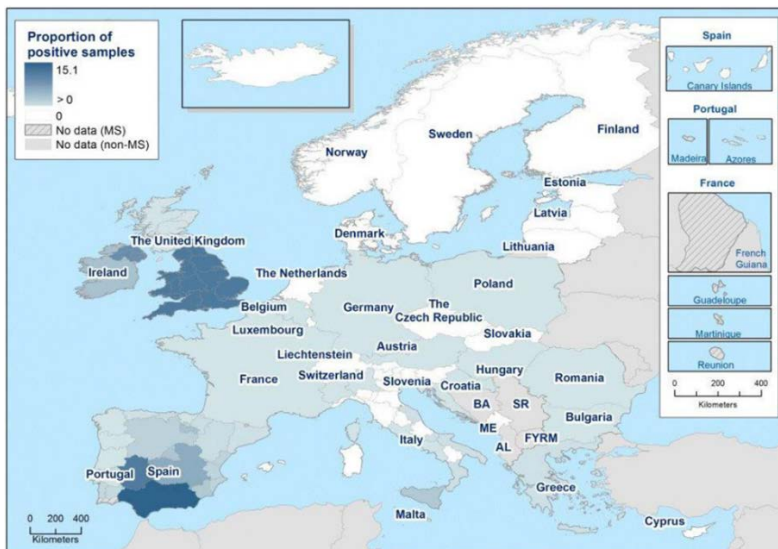 Proportion of
positive samples
15.1
> 0
0
No data (MS)
No data (non-MS)
Spain
Canary Islands
Portugal
Madeira
Azores
France
French
Guiana
Guadeloupe
Martinique
Reunion
0 200 400
Kilometers
Norway
Sweden
Finland
Estonia
Latvia
Lithuania
Denmark
The United Kingdom
Ireland
The Netherlands
Belgium
Luxembourg
Germany
Poland
The
Czech Republic
Slovakia
Austria
Liechtenstein
Switzerland
France
Slovenia
Hungary
Croatia
Romania
BA
SR
Bulgaria
ME
FYRM
AL
Italy
Greece
Portugal
Spain
Malta
Cyprus
0 200 400
Kilometers